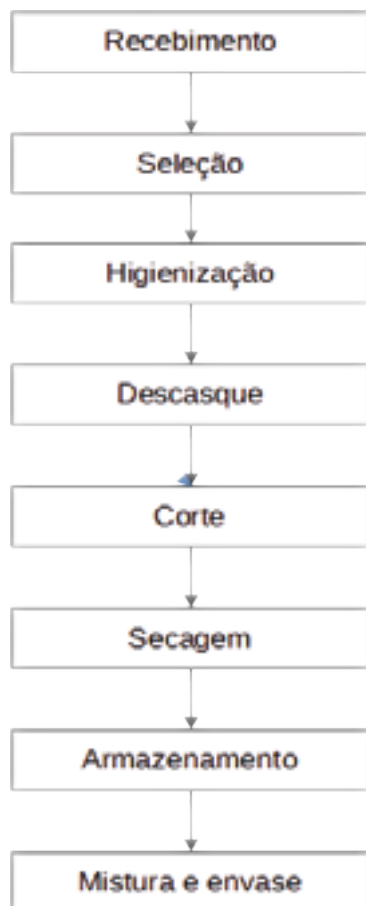 Recebimento
Seleção
Higienização
Descasque
Corte
Secagem
Armazenamento
Mistura e envase